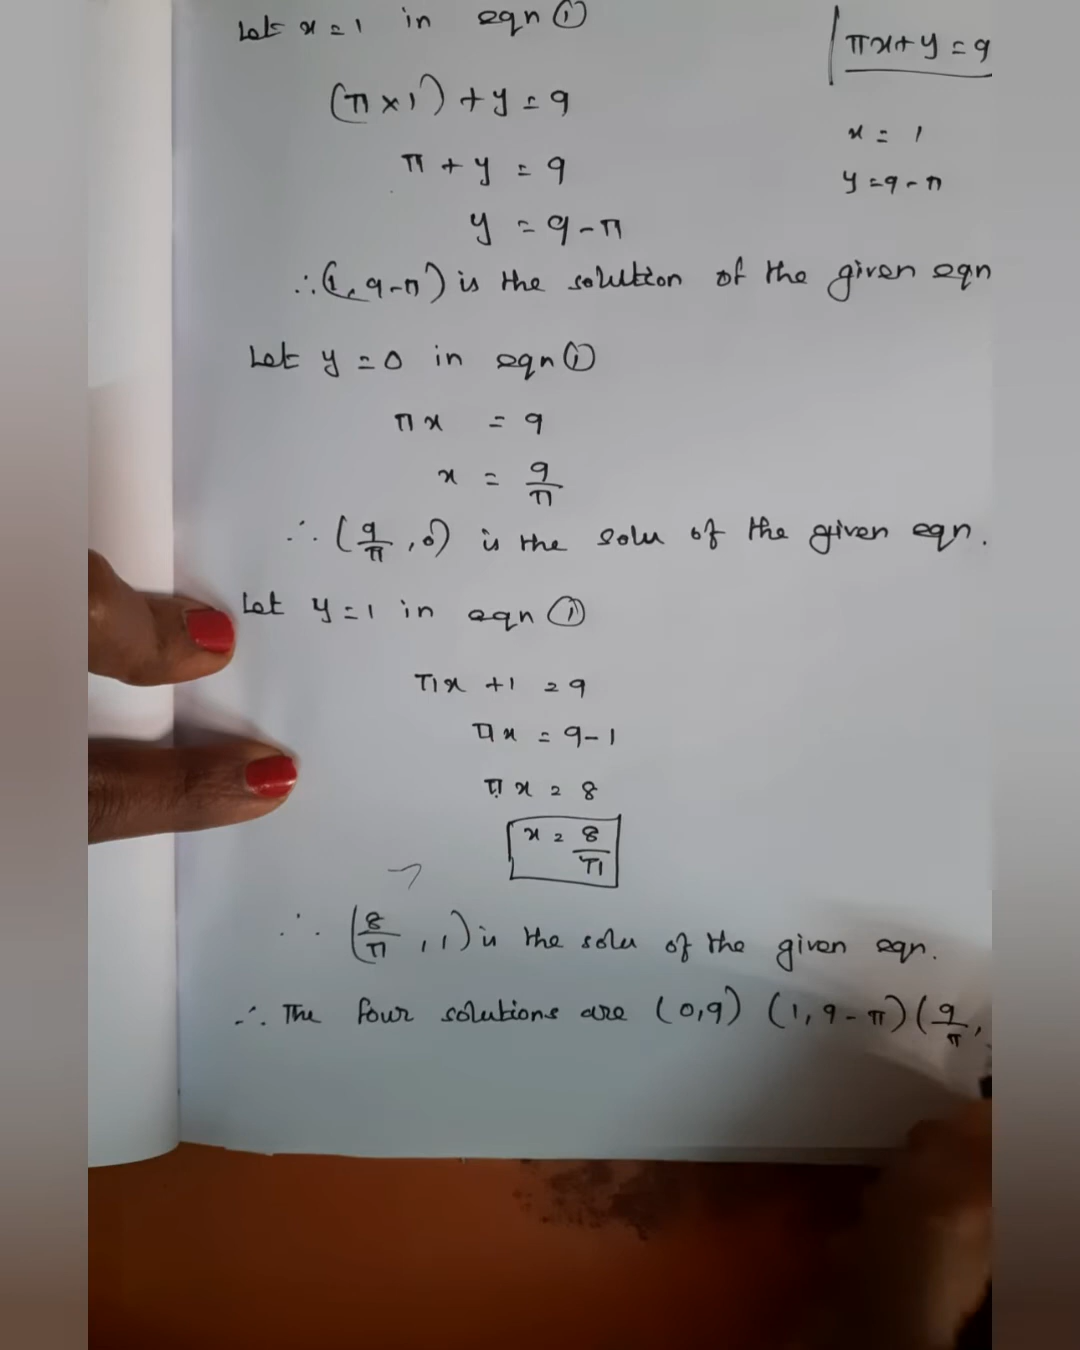 Let x=1 in eqn ①
πx+y=9
(π×1)+y=9
x=1
π+y=9
y=9-π
y=9-π
∴(1,9-π) is the solution of the given eqn
Let y=0 in eqn ①
πx=9
x=9/π
∴(9/π,0) is the solu of the given eqn.
Let y=1 in eqn ①
πx+1=9
πx=9-1
πx=8
x=8/π
∴(8/π,1) is the solu of the given eqn.
∴ The four solutions are (0,9) (1,9-π) (9/π,